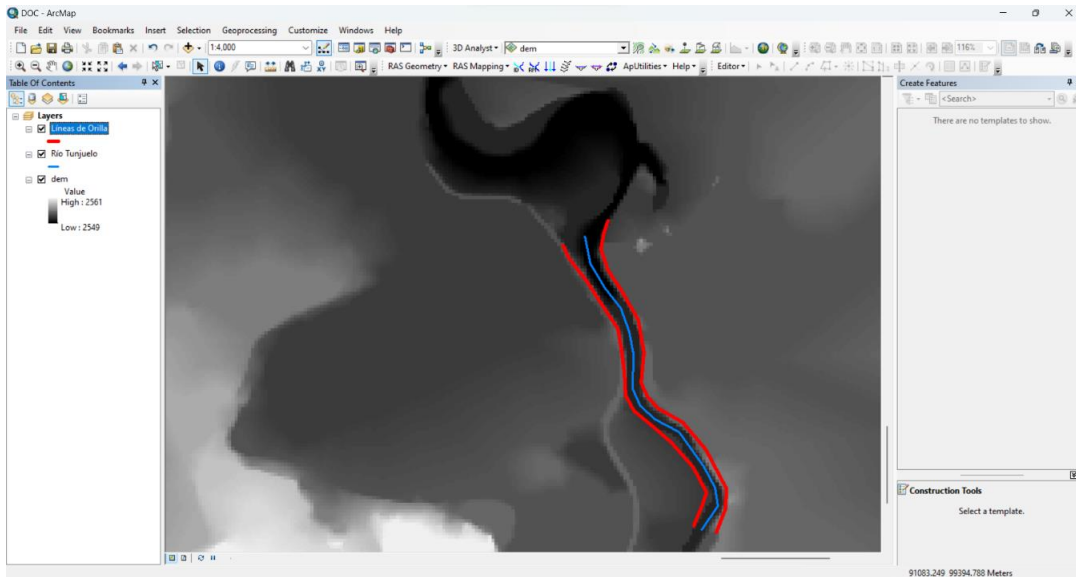 DOC - ArcMap
File Edit View Bookmarks Insert Selection Geoprocessing Customize Windows Help
1:4,000 3D Analyst dem 116%
RAS Geometry RAS Mapping ApUtilities Help Editor
Table Of Contents
Create Features
<Search>
There are no templates to show.
Layers
Líneas de Orilla
Río Tunjuelo
dem
Value
High : 2561
Low : 2549
Construction Tools
Select a template.
91083.249 99394.788 Meters